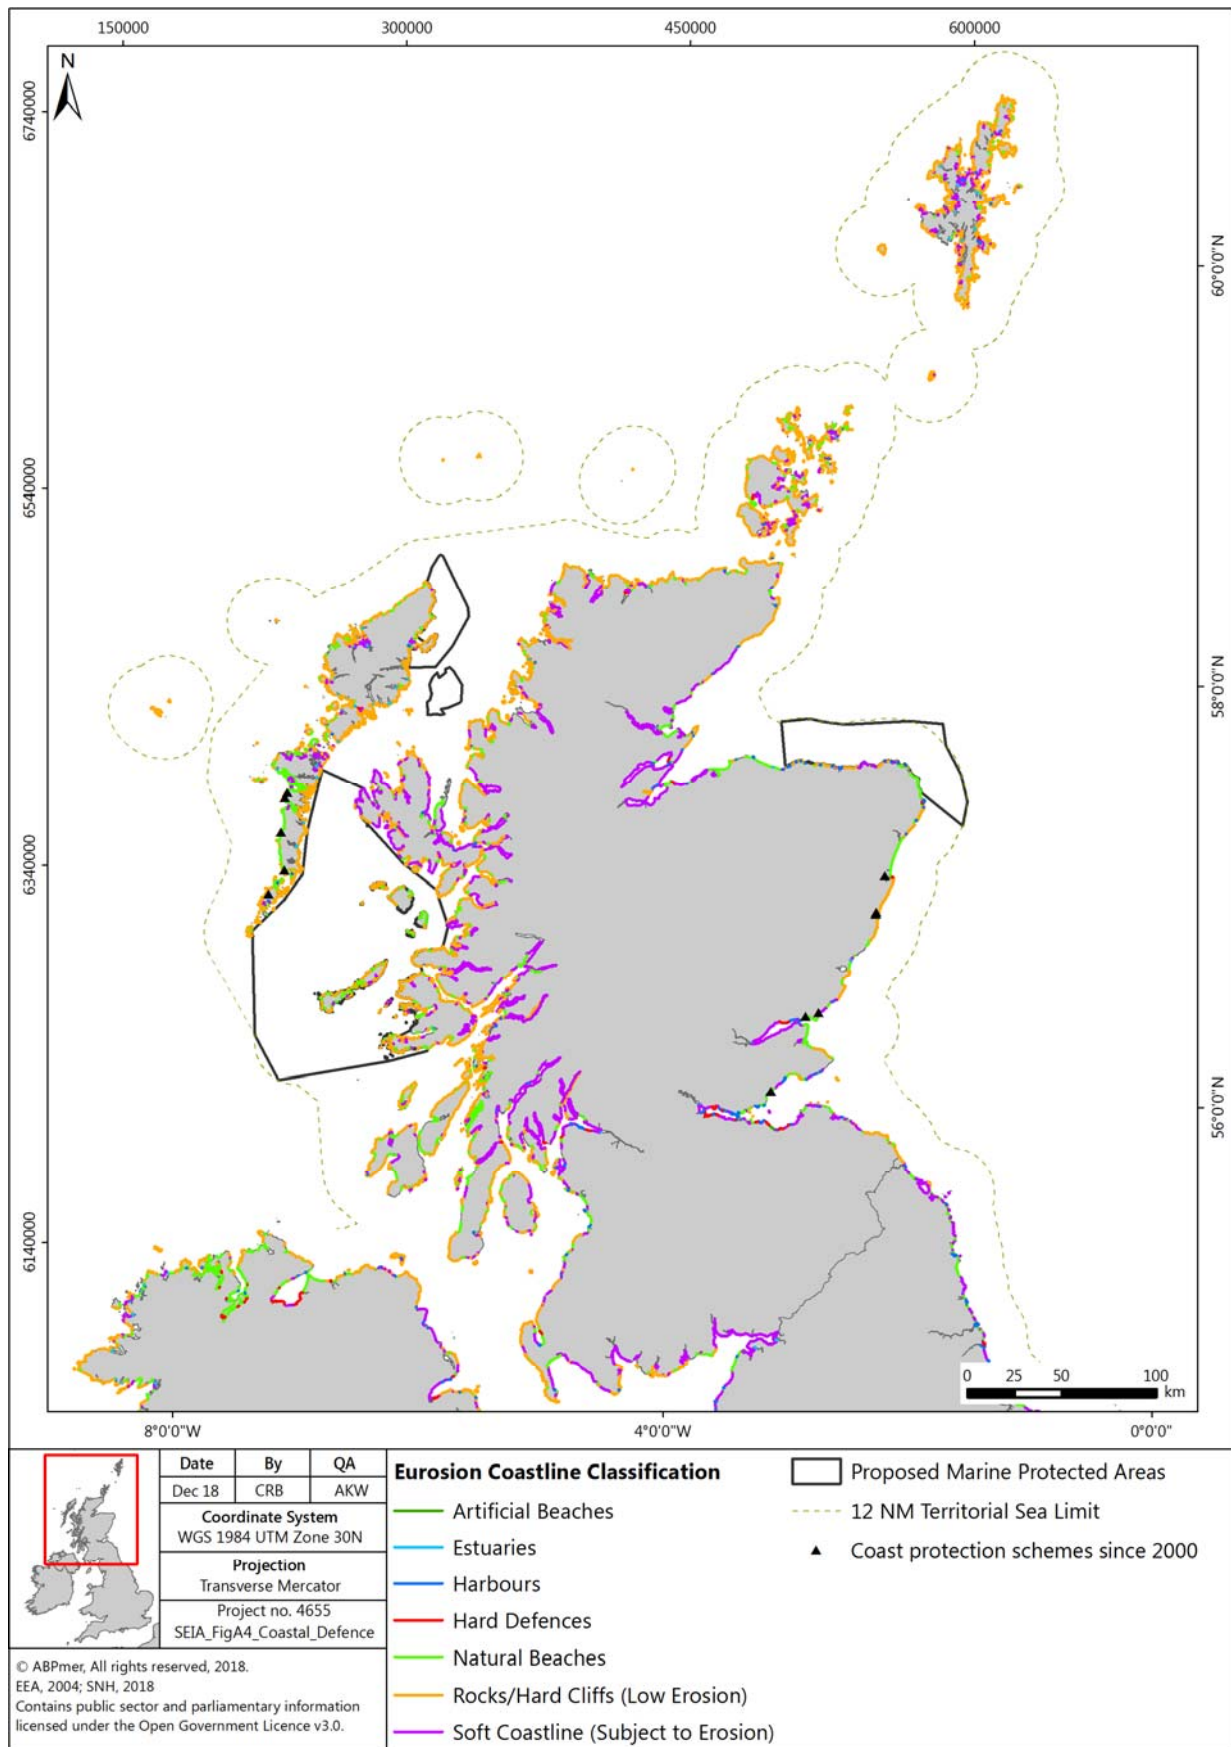 150000 300000 450000 600000
N
6740000
60°0'0"N
6540000
58°0'0"N
6340000
56°0'0"N
6140000
0 25 50 100
km
8°0'0"W 4°0'0"W 0°0'0"
Date By QA
Dec 18 CRB AKW
Coordinate System
WGS 1984 UTM Zone 30N
Projection
Transverse Mercator
Project no. 4655
SEIA_FigA4_Coastal_Defence
© ABPmer, All rights reserved, 2018.
EEA, 2004; SNH, 2018
Contains public sector and parliamentary information
licensed under the Open Government Licence v3.0.
Eurosion Coastline Classification
Artificial Beaches
Estuaries
Harbours
Hard Defences
Natural Beaches
Rocks/Hard Cliffs (Low Erosion)
Soft Coastline (Subject to Erosion)
Proposed Marine Protected Areas
12 NM Territorial Sea Limit
Coast protection schemes since 2000